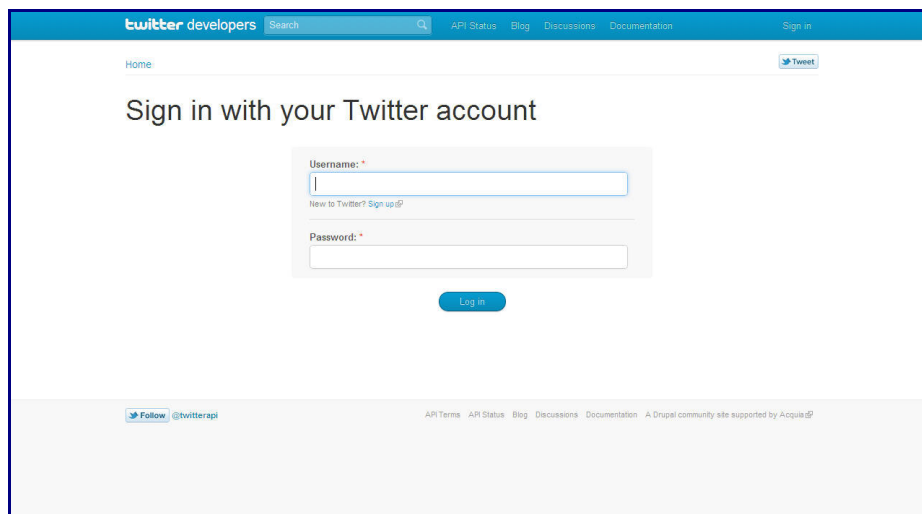 twitter developers Search API Status Blog Discussions Documentation Sign in
Home Tweet
Sign in with your Twitter account
Username: *
New to Twitter? Sign up
Password: *
Log in
Follow @twitterapi API Terms API Status Blog Discussions Documentation A Drupal community site supported by Acquia